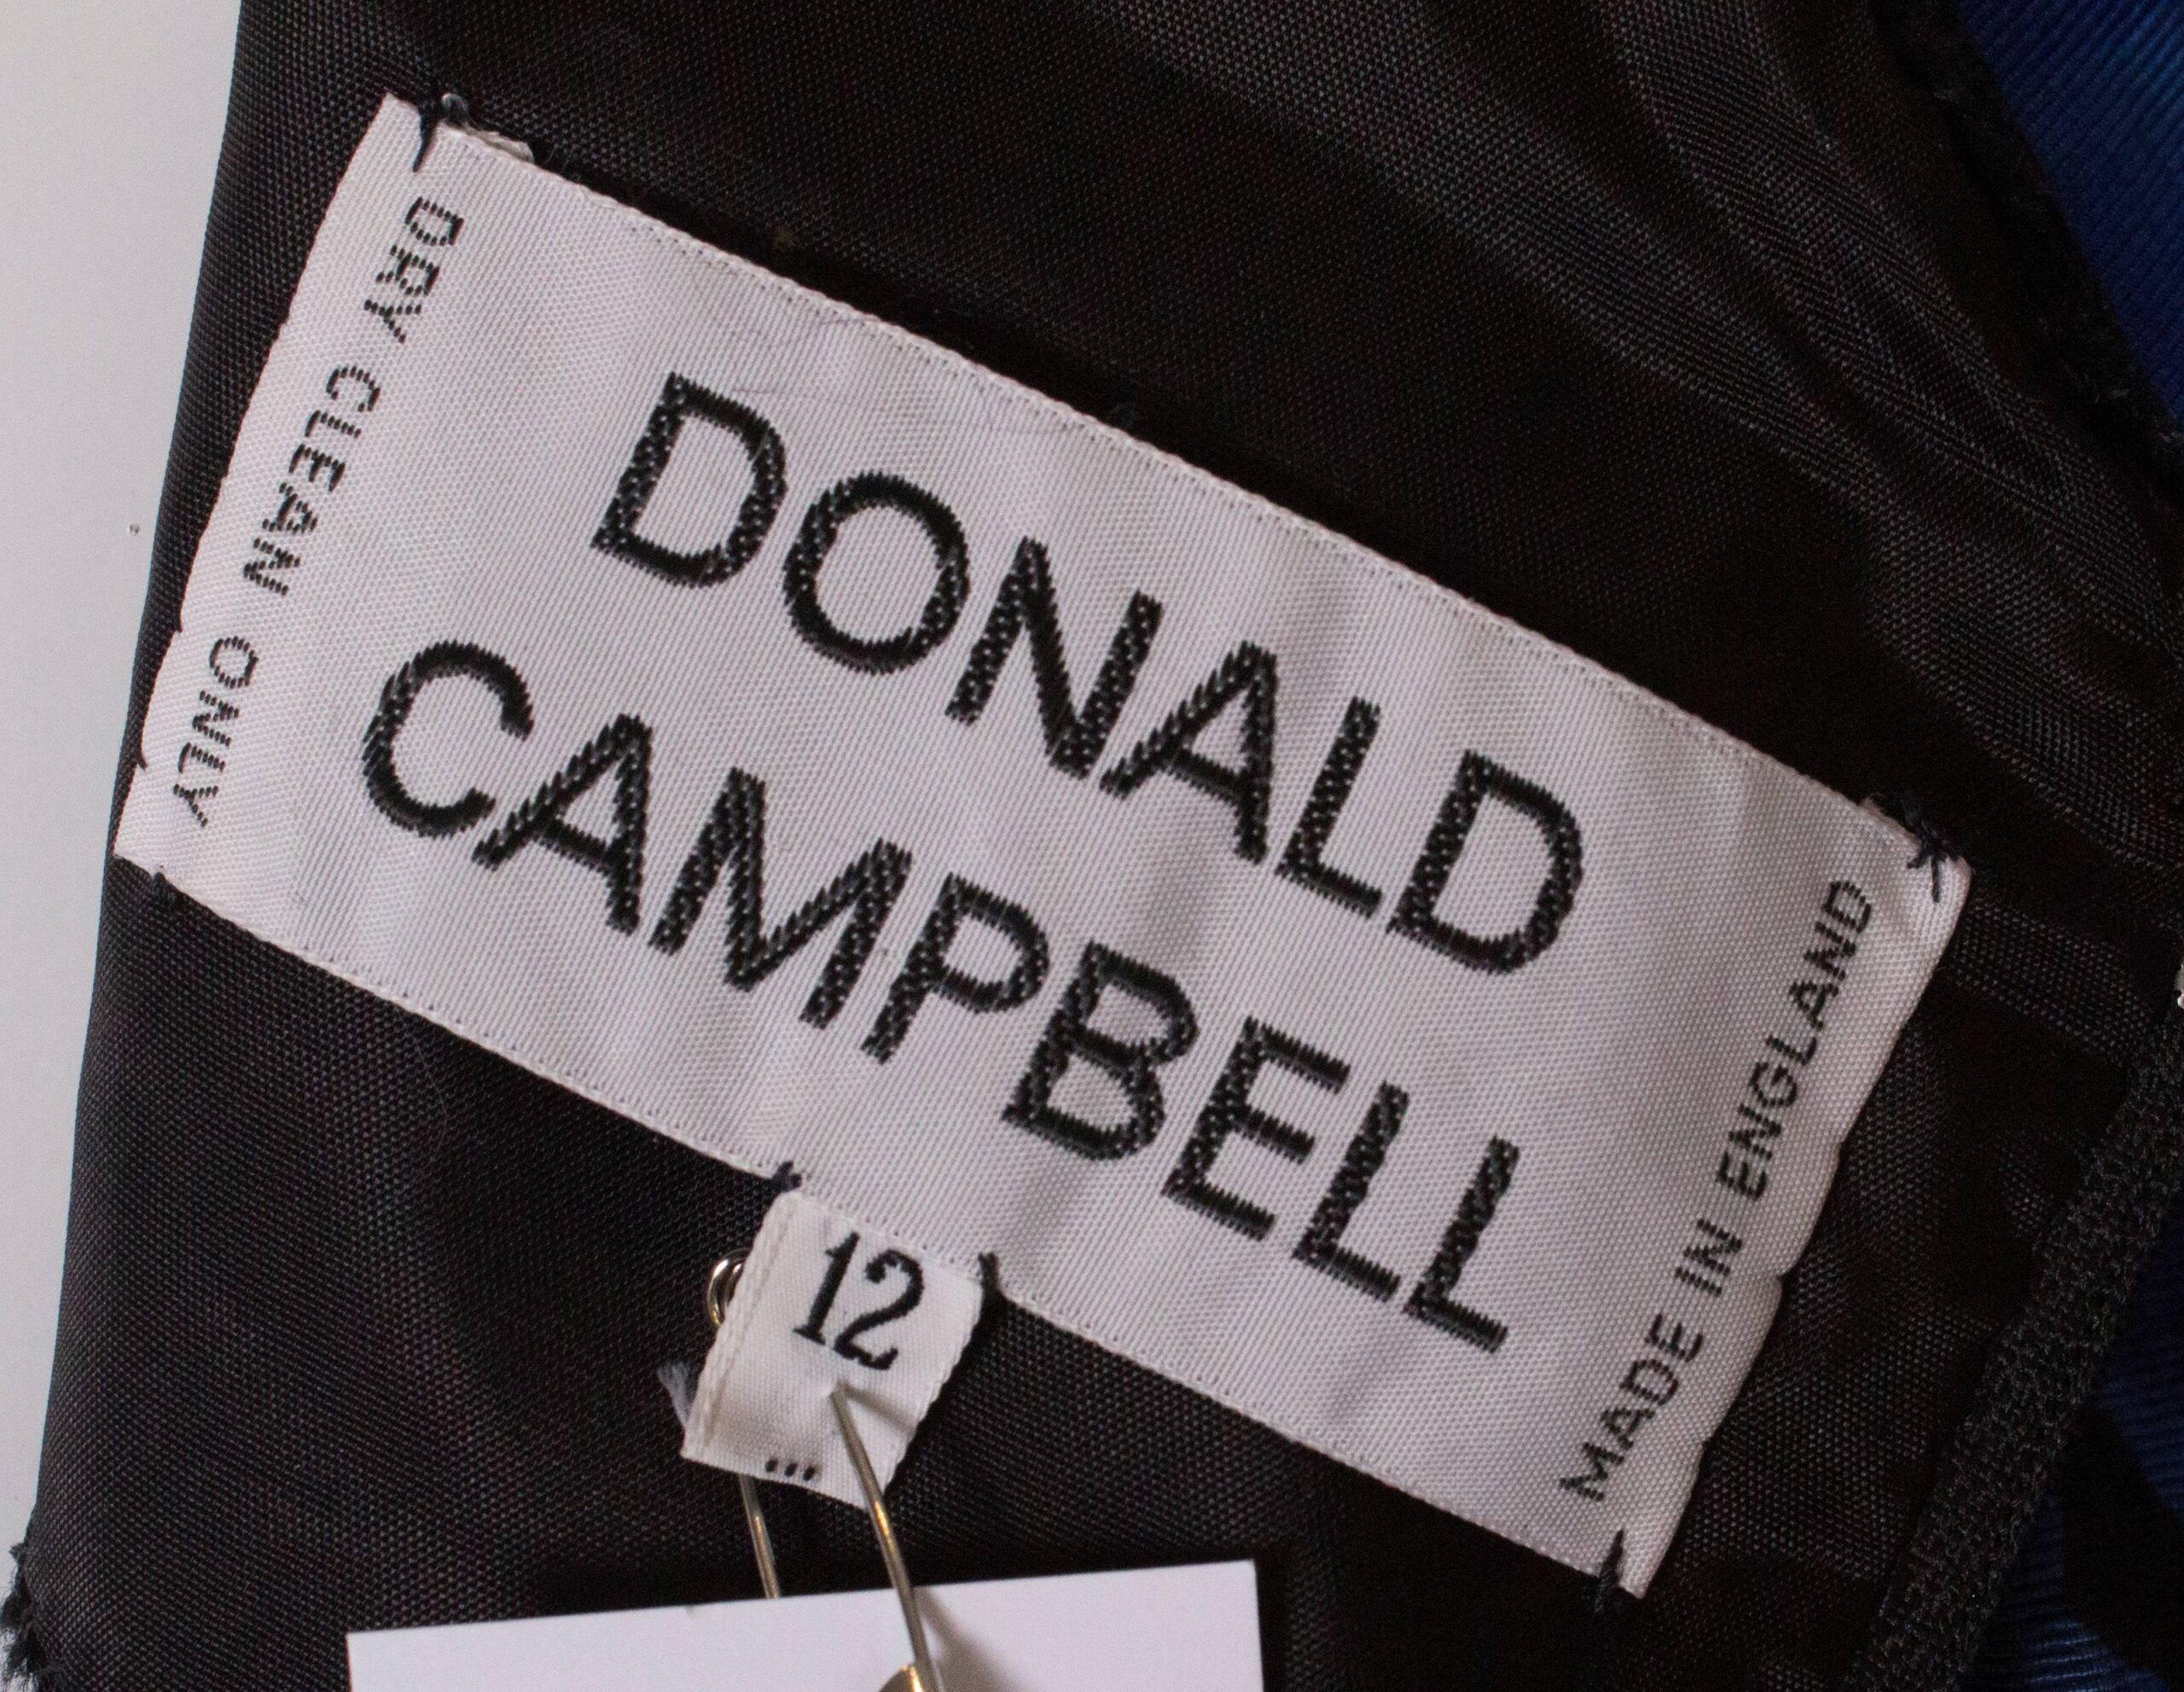 DRY CLEAN ONLY
DONALD
CAMPBELL
MADE IN ENGLAND
12